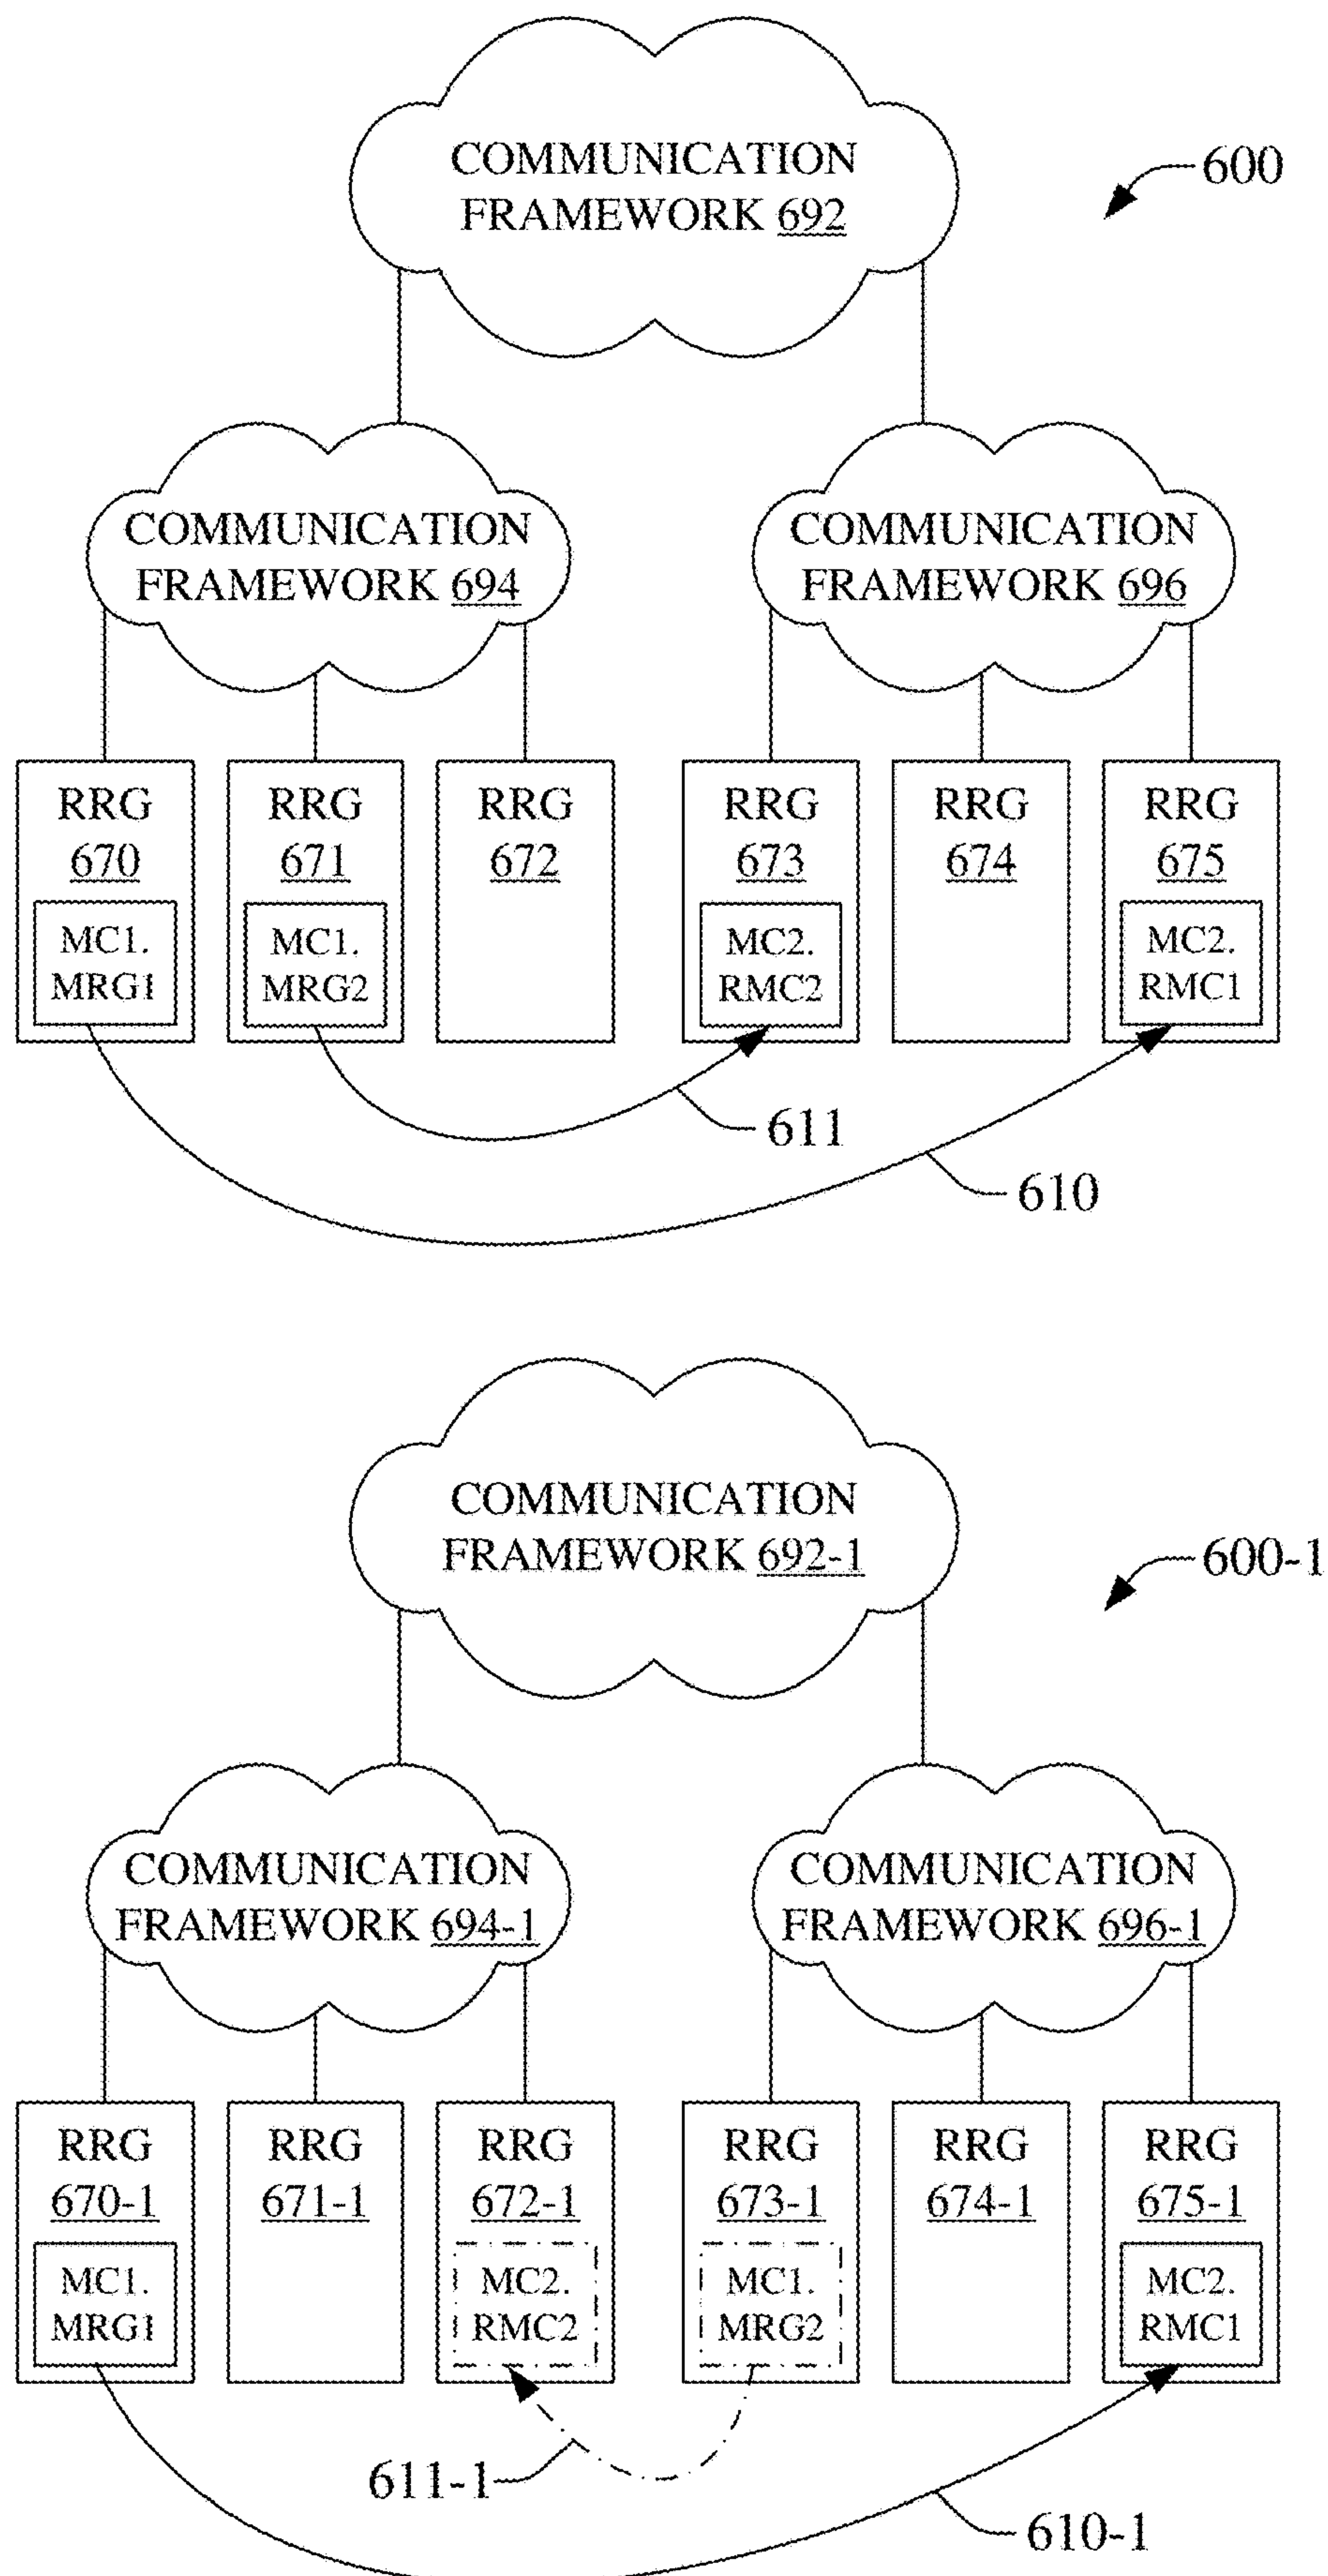 COMMUNICATION
FRAMEWORK 692
600
COMMUNICATION
FRAMEWORK 694
COMMUNICATION
FRAMEWORK 696
RRG
670
MC1.
MRG1
RRG
671
MC1.
MRG2
RRG
672
RRG
673
MC2.
RMC2
RRG
674
RRG
675
MC2.
RMC1
611
610
COMMUNICATION
FRAMEWORK 692-1
600-1
COMMUNICATION
FRAMEWORK 694-1
COMMUNICATION
FRAMEWORK 696-1
RRG
670-1
MC1.
MRG1
RRG
671-1
RRG
672-1
MC2.
RMC2
RRG
673-1
MC1.
MRG2
RRG
674-1
RRG
675-1
MC2.
RMC1
611-1
610-1